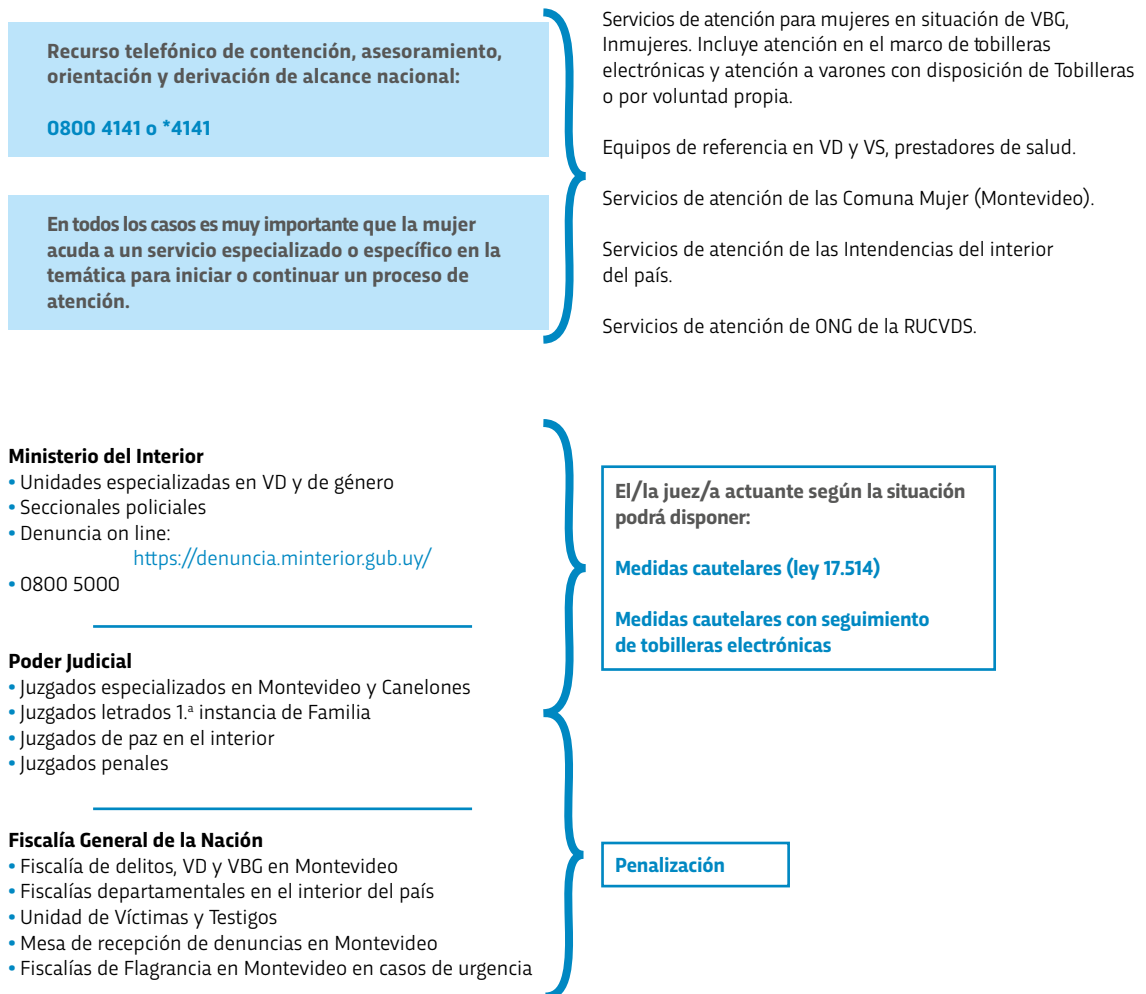 Recurso telefónico de contención, asesoramiento,
orientación y derivación de alcance nacional:
0800 4141 o *4141
En todos los casos es muy importante que la mujer
acuda a un servicio especializado o específico en la
temática para iniciar o continuar un proceso de
atención.
Servicios de atención para mujeres en situación de VBG,
Inmujeres. Incluye atención en el marco de tobilleras
electrónicas y atención a varones con disposición de Tobilleras
o por voluntad propia.
Equipos de referencia en VD y VS, prestadores de salud.
Servicios de atención de las Comuna Mujer (Montevideo).
Servicios de atención de las Intendencias del interior
del país.
Servicios de atención de ONG de la RUCVDS.
Ministerio del Interior
• Unidades especializadas en VD y de género
• Seccionales policiales
• Denuncia on line:
https://denuncia.minterior.gub.uy/
• 0800 5000
Poder Judicial
• Juzgados especializados en Montevideo y Canelones
• Juzgados letrados 1.ª instancia de Familia
• Juzgados de paz en el interior
• Juzgados penales
Fiscalía General de la Nación
• Fiscalía de delitos, VD y VBG en Montevideo
• Fiscalías departamentales en el interior del país
• Unidad de Víctimas y Testigos
• Mesa de recepción de denuncias en Montevideo
• Fiscalías de Flagrancia en Montevideo en casos de urgencia
El/la juez/a actuante según la situación
podrá disponer:
Medidas cautelares (ley 17.514)
Medidas cautelares con seguimiento
de tobilleras electrónicas
Penalización